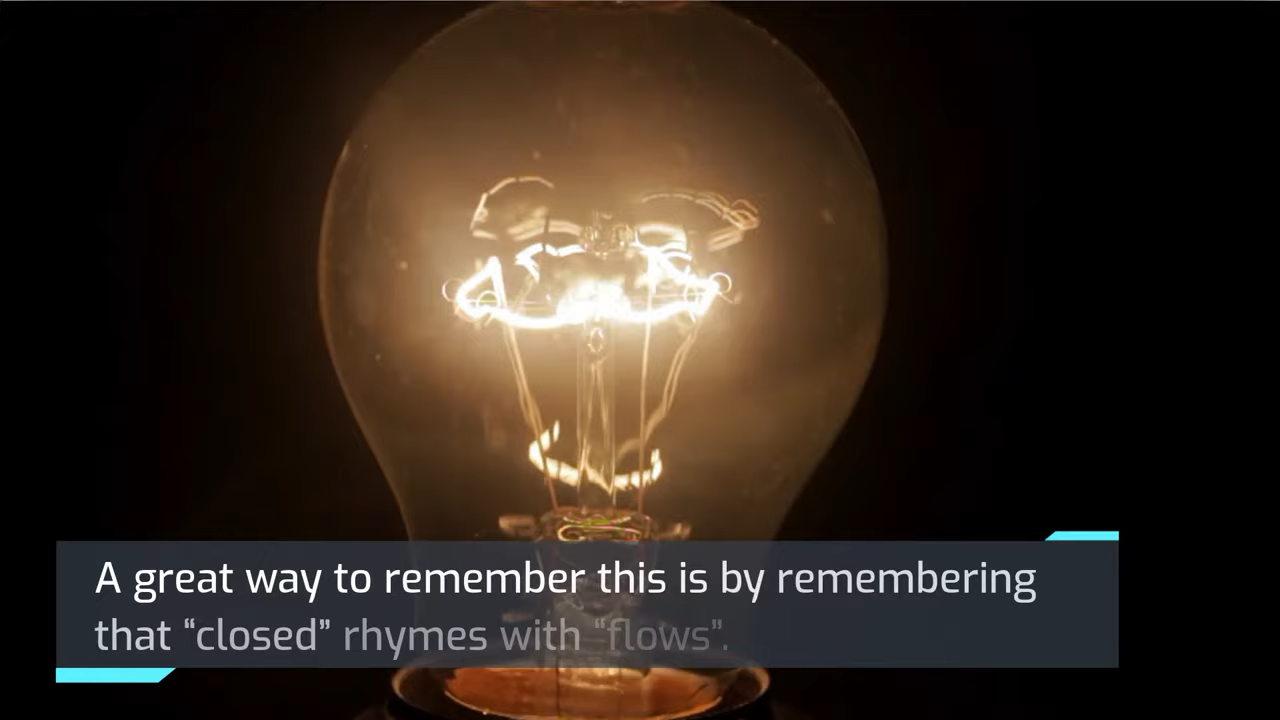 A great way to remember this is by remembering
that “closed” rhymes with “flows”.